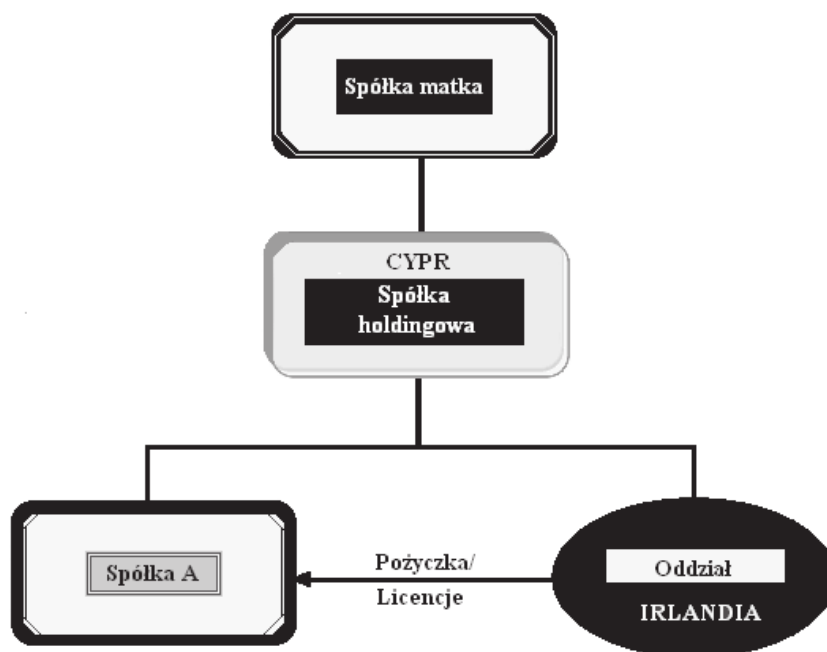 Spółka matka
CYPR
Spółka
holdingowa
Spółka A
Pożyczka/
Licencje
Oddział
IRLANDIA